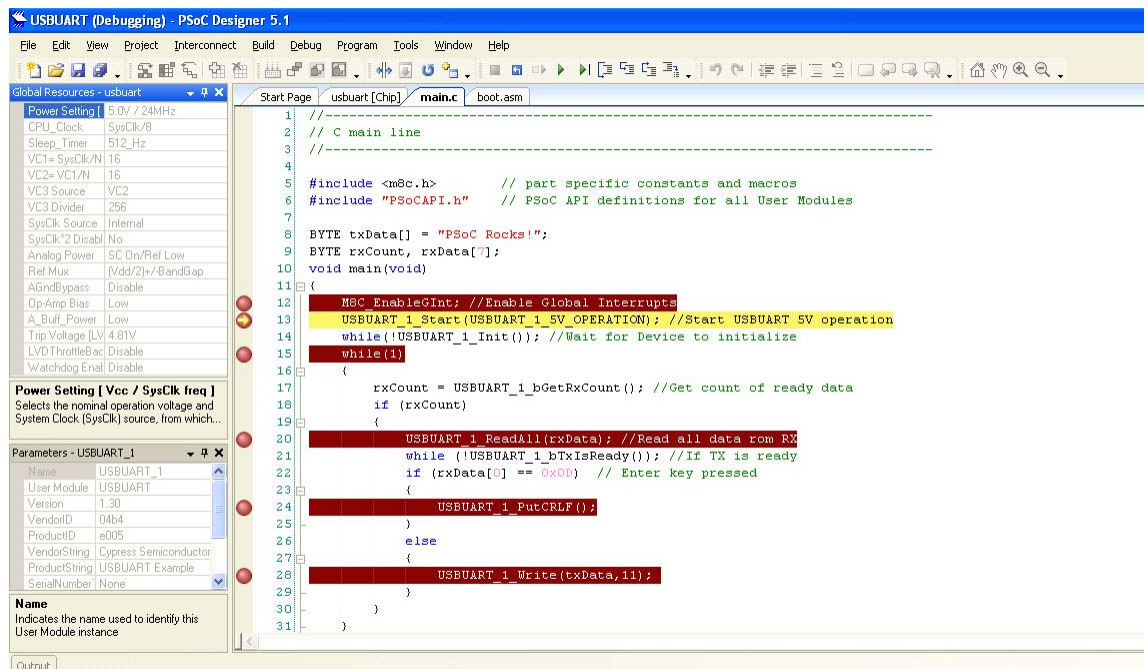 USBUART (Debugging) - PSoC Designer 5.1
File Edit View Project Interconnect Build Debug Program Tools Window Help
Global Resources - usbuart
Power Setting [ 5.0V / 24MHz
CPU_Clock SysClk/8
Sleep_Timer 512_Hz
VC1= SysClk/N 16
VC2= VC1/N 16
VC3 Source VC2
VC3 Divider 256
SysClk Source Internal
SysClk*2 Disabl No
Analog Power SC On/Ref Low
Ref Mux (Vdd/2)+/-BandGap
AGndBypass Disable
Op-Amp Bias Low
A_Buff_Power Low
Trip Voltage [LV 4.81V
LVDThrottleBac Disable
Watchdog Enat Disable
Power Setting [ Vcc / SysClk freq ]
Selects the nominal operation voltage and
System Clock (SysClk) source, from which...
Parameters - USBUART_1
Name USBUART_1
User Module USBUART
Version 1.30
VendorID 04b4
ProductID e005
VendorString Cypress Semiconductor
ProductString USBUART Example
SerialNumber None
Name
Indicates the name used to identify this
User Module instance
Output
Start Page usbuart [Chip] main.c boot.asm
1 //---------------------------------------------------------------------------
2 // C main line
3 //---------------------------------------------------------------------------
4
5 #include <m8c.h> // part specific constants and macros
6 #include "PSoCAPI.h" // PSoC API definitions for all User Modules
7
8 BYTE txData[] = "PSoC Rocks!";
9 BYTE rxCount, rxData[7];
10 void main(void)
11 {
12 M8C_EnableGInt; //Enable Global Interrupts
13 USBUART_1_Start(USBUART_1_5V_OPERATION); //Start USBUART 5V operation
14 while(!USBUART_1_Init()); //Wait for Device to initialize
15 while(1)
16 {
17 rxCount = USBUART_1_bGetRxCount(); //Get count of ready data
18 if (rxCount)
19 {
20 USBUART_1_ReadAll(rxData); //Read all data rom RX
21 while (!USBUART_1_bTxIsReady()); //If TX is ready
22 if (rxData[0] == 0x0D) // Enter key pressed
23 {
24 USBUART_1_PutCRLF();
25 }
26 else
27 {
28 USBUART_1_Write(txData,11);
29 }
30 }
31 }